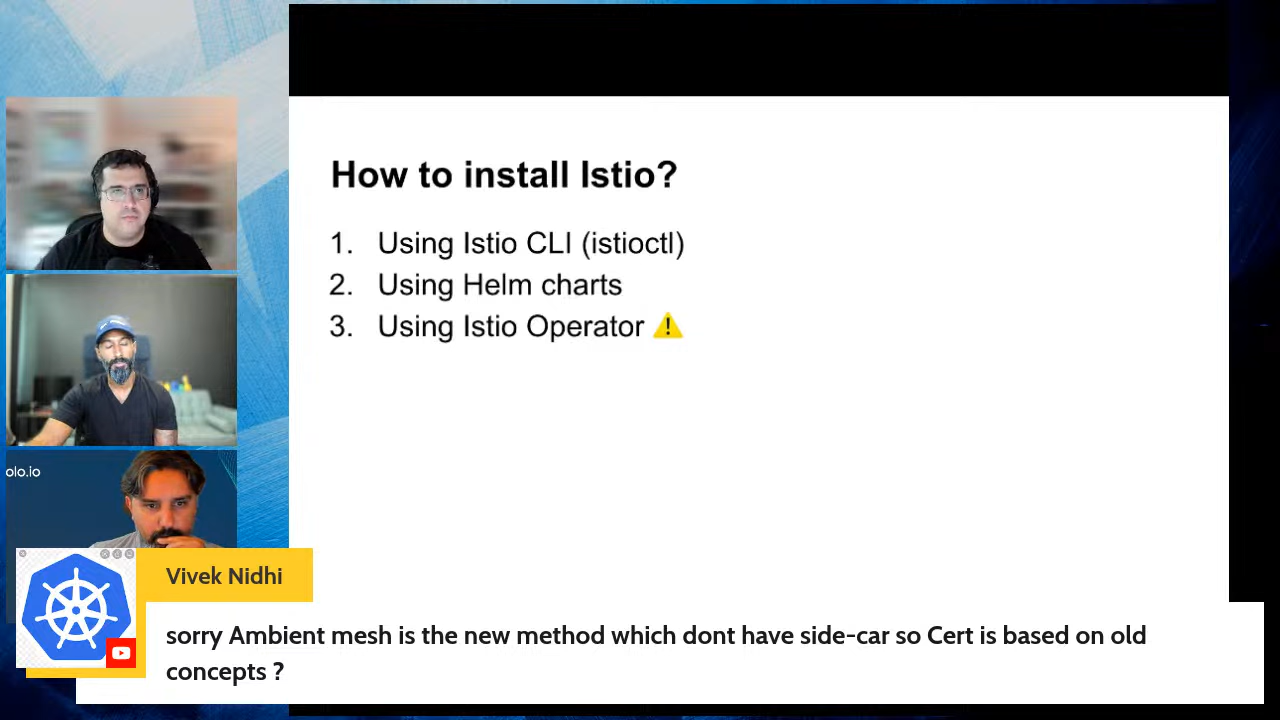 How to install Istio?
1. Using Istio CLI (istioctl)
2. Using Helm charts
3. Using Istio Operator
olo.io
Vivek Nidhi
sorry Ambient mesh is the new method which dont have side-car so Cert is based on old
concepts ?